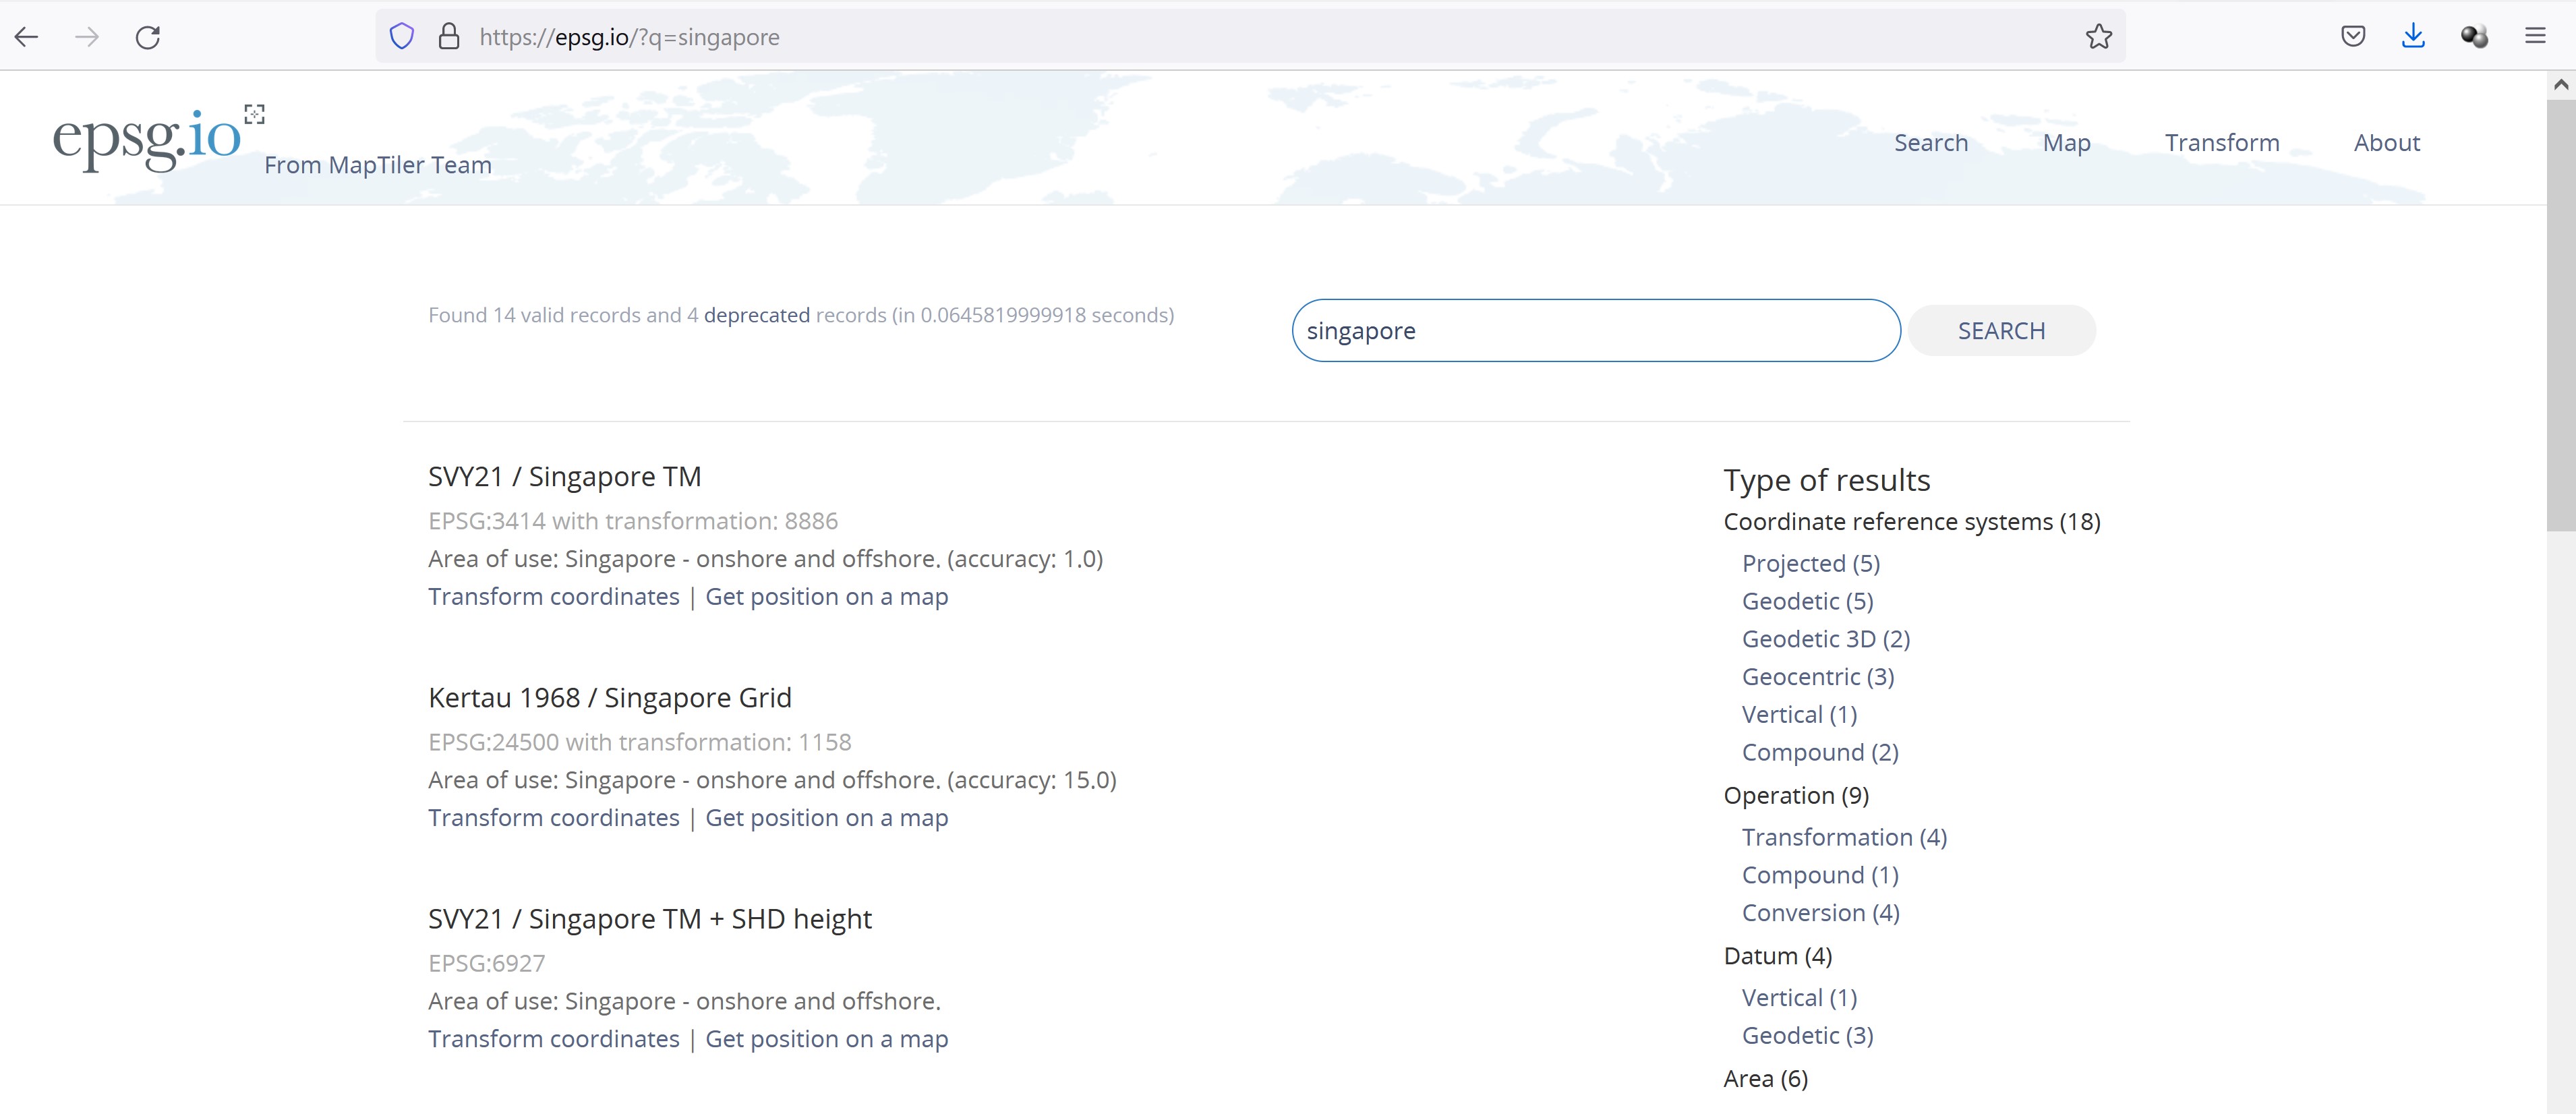 https://epsg.io/?q=singapore
epsg.io
From MapTiler Team
Search Map Transform About
Found 14 valid records and 4 deprecated records (in 0.0645819999918 seconds)
singapore
SEARCH
SVY21 / Singapore TM
EPSG:3414 with transformation: 8886
Area of use: Singapore - onshore and offshore. (accuracy: 1.0)
Transform coordinates | Get position on a map
Kertau 1968 / Singapore Grid
EPSG:24500 with transformation: 1158
Area of use: Singapore - onshore and offshore. (accuracy: 15.0)
Transform coordinates | Get position on a map
SVY21 / Singapore TM + SHD height
EPSG:6927
Area of use: Singapore - onshore and offshore.
Transform coordinates | Get position on a map
Type of results
Coordinate reference systems (18)
Projected (5)
Geodetic (5)
Geodetic 3D (2)
Geocentric (3)
Vertical (1)
Compound (2)
Operation (9)
Transformation (4)
Compound (1)
Conversion (4)
Datum (4)
Vertical (1)
Geodetic (3)
Area (6)